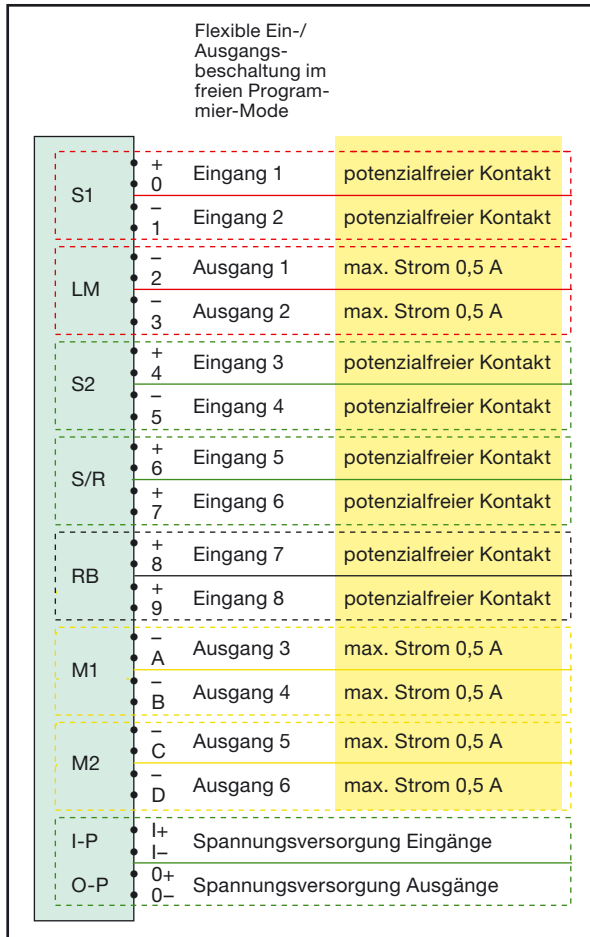 Flexible Ein-/
Ausgangs-
beschaltung im
freien Program-
mier-Mode
S1
+
0 Eingang 1 potenzialfreier Kontakt
–
1 Eingang 2 potenzialfreier Kontakt
LM
–
2 Ausgang 1 max. Strom 0,5 A
–
3 Ausgang 2 max. Strom 0,5 A
S2
+
4 Eingang 3 potenzialfreier Kontakt
–
5 Eingang 4 potenzialfreier Kontakt
S/R
+
6 Eingang 5 potenzialfreier Kontakt
+
7 Eingang 6 potenzialfreier Kontakt
RB
+
8 Eingang 7 potenzialfreier Kontakt
+
9 Eingang 8 potenzialfreier Kontakt
M1
–
A Ausgang 3 max. Strom 0,5 A
–
B Ausgang 4 max. Strom 0,5 A
M2
–
C Ausgang 5 max. Strom 0,5 A
–
D Ausgang 6 max. Strom 0,5 A
I-P
I+
I– Spannungsversorgung Eingänge
O-P
0+
0– Spannungsversorgung Ausgänge